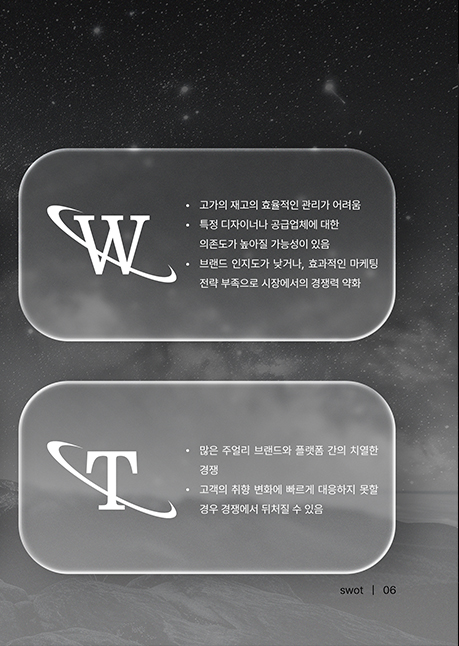 W
• 고가의 재고의 효율적인 관리가 어려움
• 특정 디자이너나 공급업체에 대한
의존도가 높아질 가능성이 있음
• 브랜드 인지도가 낮거나, 효과적인 마케팅
전략 부족으로 시장에서의 경쟁력 약화
T
• 많은 주얼리 브랜드와 플랫폼 간의 치열한
경쟁
• 고객의 취향 변화에 빠르게 대응하지 못할
경우 경쟁에서 뒤처질 수 있음
swot | 06